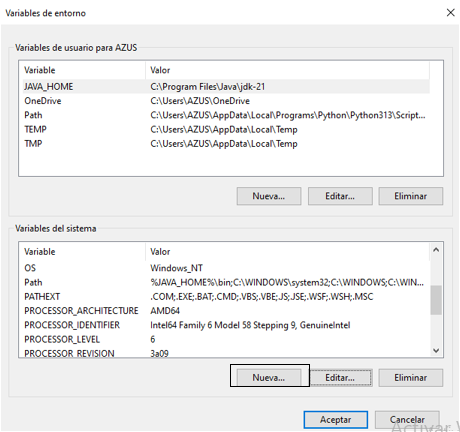 Variables de entorno
Variables de usuario para AZUS
Variable Valor
JAVA_HOME C:\Program Files\Java\jdk-21
OneDrive C:\Users\AZUS\OneDrive
Path C:\Users\AZUS\AppData\Local\Programs\Python\Python313\Script...
TEMP C:\Users\AZUS\AppData\Local\Temp
TMP C:\Users\AZUS\AppData\Local\Temp
Nueva... Editar... Eliminar
Variables del sistema
Variable Valor
OS Windows_NT
Path %JAVA_HOME%\bin;C:\WINDOWS\system32;C:\WINDOWS;C:\WIN...
PATHEXT .COM;.EXE;.BAT;.CMD;.VBS;.VBE;.JS;.JSE;.WSF;.WSH;.MSC
PROCESSOR_ARCHITECTURE AMD64
PROCESSOR_IDENTIFIER Intel64 Family 6 Model 58 Stepping 9, GenuineIntel
PROCESSOR_LEVEL 6
PROCESSOR_REVISION 3a09
Nueva... Editar... Eliminar
Aceptar Cancelar
Activar